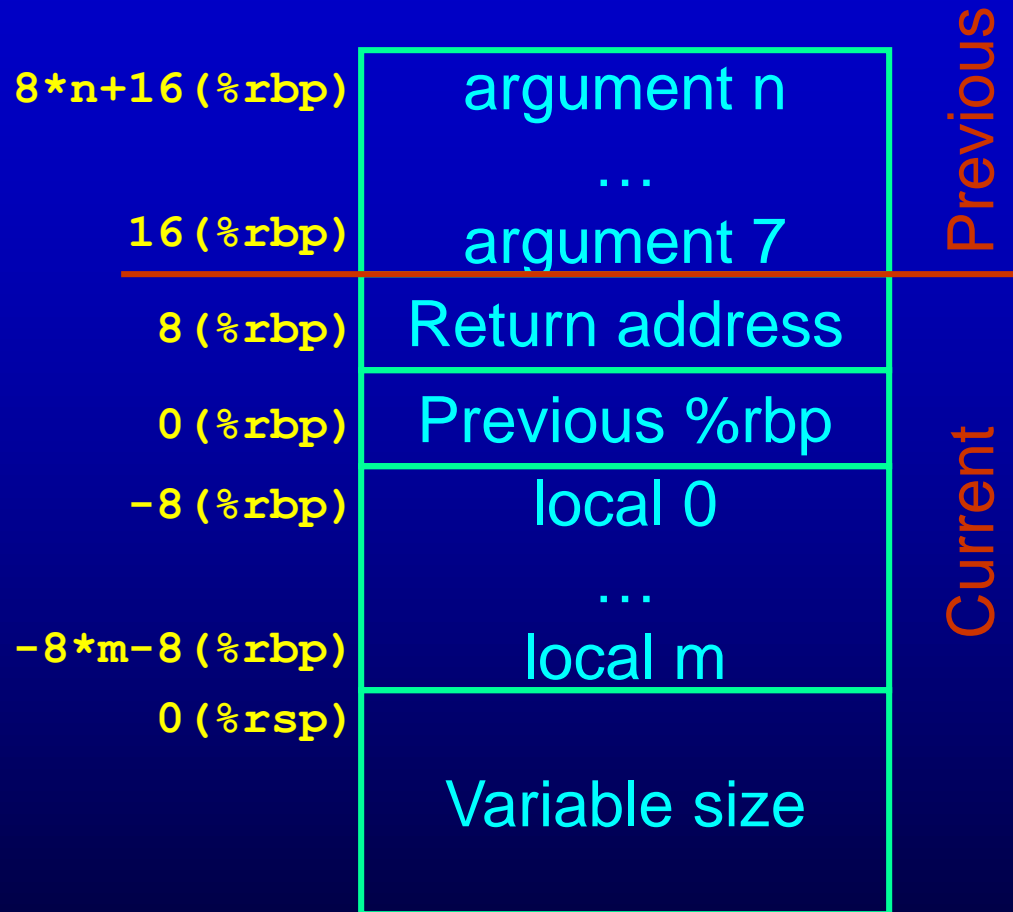 8*n+16(%rbp) argument n
…
16(%rbp) argument 7
Previous
8(%rbp) Return address
0(%rbp) Previous %rbp
-8(%rbp) local 0
…
-8*m-8(%rbp) local m
0(%rsp)
Variable size
Current